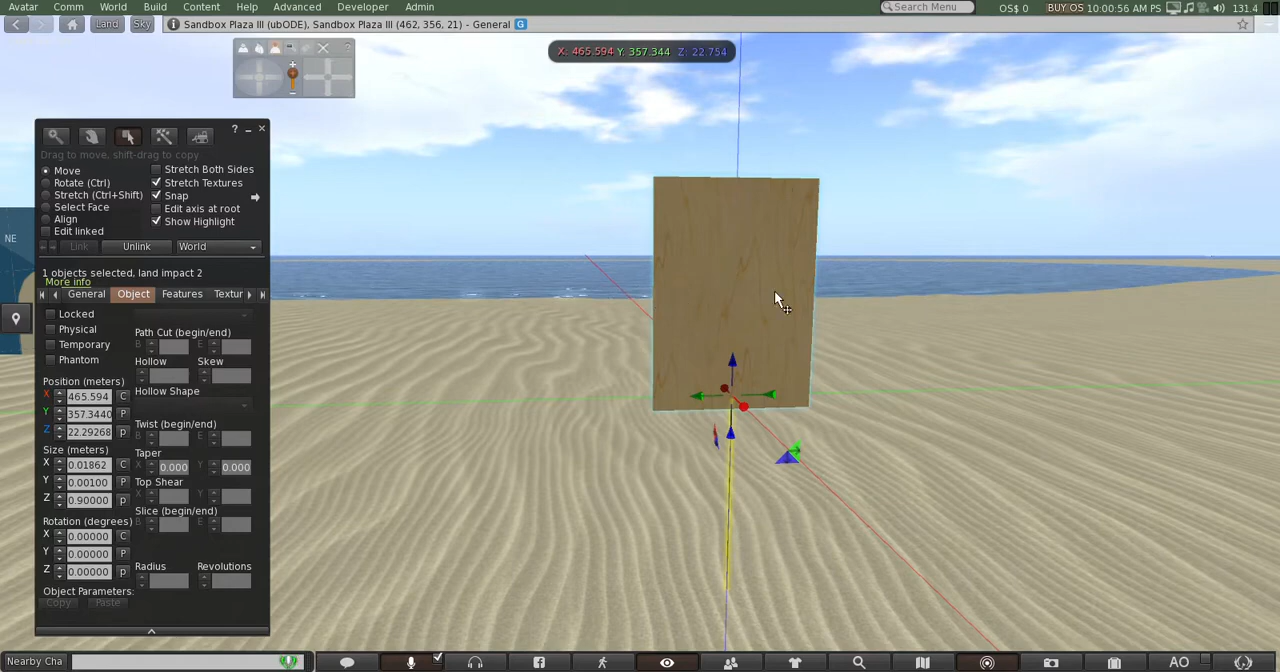 Avatar Comm World Build Content Help Advanced Developer Admin Search Menu OS$ 0 BUY OS 10:00:56 AM PS 131.4
Land Sky Sandbox Plaza III (ubODE), Sandbox Plaza III (462, 356, 21) - General G
X: 465.594 Y: 357.344 Z: 22.754
?
? _ ×
Drag to move, shift-drag to copy
Move Stretch Both Sides
Rotate (Ctrl) Stretch Textures
Stretch (Ctrl+Shift) Snap
Select Face Edit axis at root
Align Show Highlight
Edit linked
NE
Link Unlink World
1 objects selected, land impact 2
More info
General Object Features Textur
Locked
Physical Path Cut (begin/end)
Temporary B E
Phantom Hollow Skew
Position (meters)
X 465.594 C Hollow Shape
Y 357.3440 P
Z 22.29268 p Twist (begin/end)
B E
Size (meters) Taper
X 0.01862 C X 0.000 Y 0.000
Y 0.00100 P Top Shear
Z 0.90000 p X Y
Slice (begin/end)
Rotation (degrees) B E
X 0.00000 C
Y 0.00000 P
Z 0.00000 p Radius Revolutions
Object Parameters:
Copy Paste
Nearby Cha AO